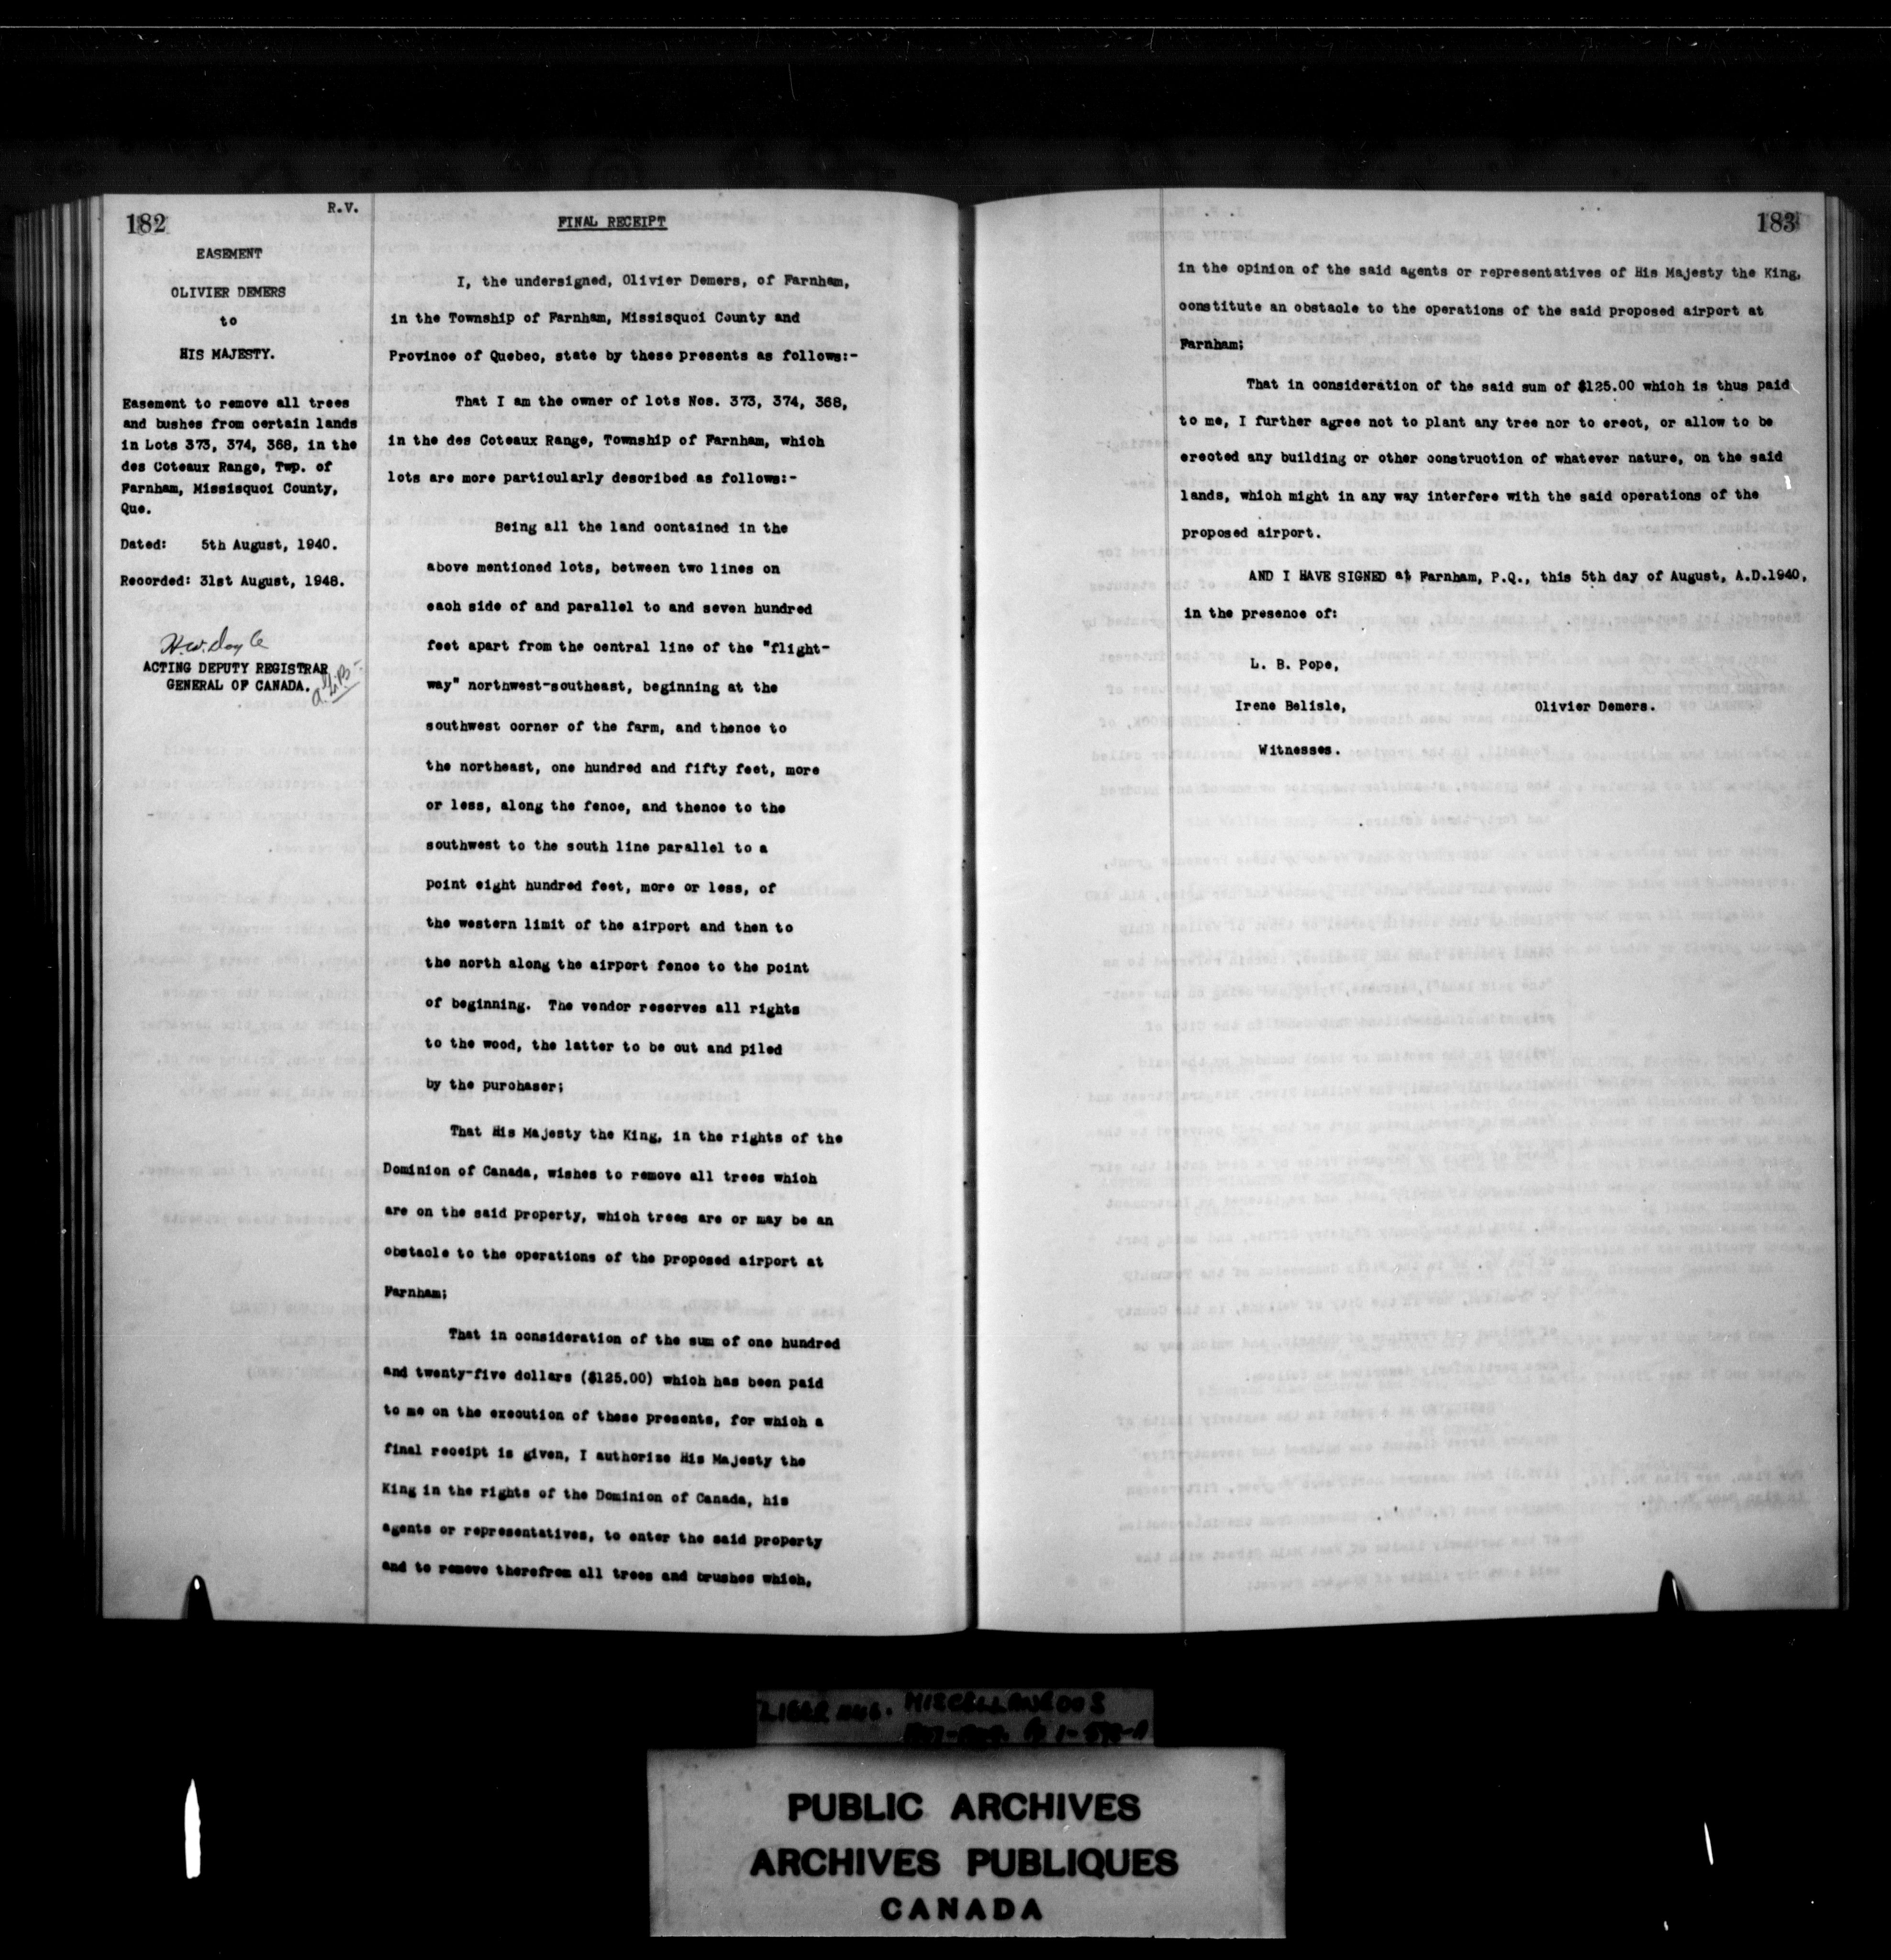 182
R.V.
EASEMENT
OLIVIER DEMERS
to
HIS MAJESTY.
Easement to remove all trees
and bushes from certain lands
in Lots 373, 374, 368, in the
des Coteaux Range, Twp. of
Farnham, Missisquoi County,
Que.
Dated: 5th August, 1940.
Recorded: 31st August, 1948.
H.W. Doyle
ACTING DEPUTY REGISTRAR
GENERAL OF CANADA.
FINAL RECEIPT
I, the undersigned, Olivier Demers, of Farnham,
in the Township of Farnham, Missisquoi County and
Province of Quebec, state by these presents as follows:-
That I am the owner of lots Nos. 373, 374, 368,
in the des Coteaux Range, Township of Farnham, which
lots are more particularly described as follows:-
Being all the land contained in the
above mentioned lots, between two lines on
each side of and parallel to and seven hundred
feet apart from the central line of the "flight-
way" northwest-southeast, beginning at the
southwest corner of the farm, and thence to
the northeast, one hundred and fifty feet, more
or less, along the fence, and thence to the
southwest to the south line parallel to a
point eight hundred feet, more or less, of
the western limit of the airport and then to
the north along the airport fence to the point
of beginning. The vendor reserves all rights
to the wood, the latter to be cut and piled
by the purchaser;
That His Majesty the King, in the rights of the
Dominion of Canada, wishes to remove all trees which
are on the said property, which trees are or may be an
obstacle to the operations of the proposed airport at
Farnham;
That in consideration of the sum of one hundred
and twenty-five dollars ($125.00) which has been paid
to me on the execution of these presents, for which a
final receipt is given, I authorize His Majesty the
King in the rights of the Dominion of Canada, his
agents or representatives, to enter the said property
and to remove therefrom all trees and brushes which,
183
in the opinion of the said agents or representatives of His Majesty the King,
constitute an obstacle to the operations of the said proposed airport at
Farnham;
That in consideration of the said sum of $125.00 which is thus paid
to me, I further agree not to plant any tree nor to erect, or allow to be
erected any building or other construction of whatever nature, on the said
lands, which might in any way interfere with the said operations of the
proposed airport.
AND I HAVE SIGNED at Farnham, P.Q., this 5th day of August, A.D.1940,
in the presence of:
L. B. Pope,
Irene Belisle, Olivier Demers.
Witnesses.
LIBER MISCELLANEOUS
PUBLIC ARCHIVES
ARCHIVES PUBLIQUES
CANADA